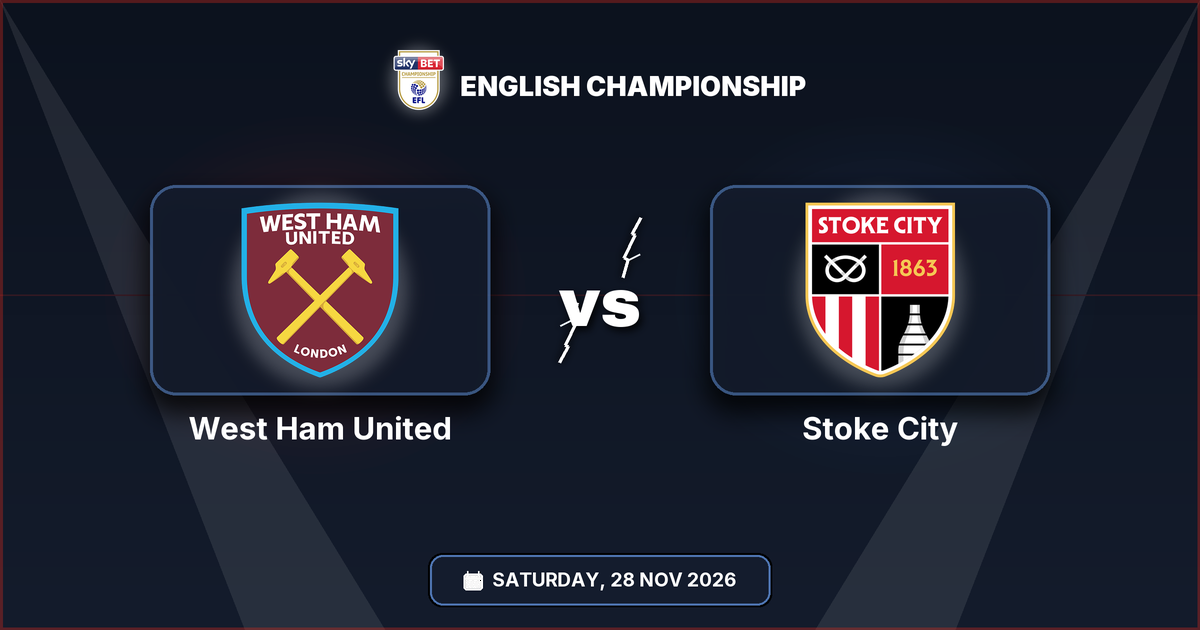 sky BET
CHAMPIONSHIP
EFL
ENGLISH CHAMPIONSHIP
WEST HAM
UNITED
LONDON
VS
STOKE CITY
1863
West Ham United
Stoke City
SATURDAY, 28 NOV 2026